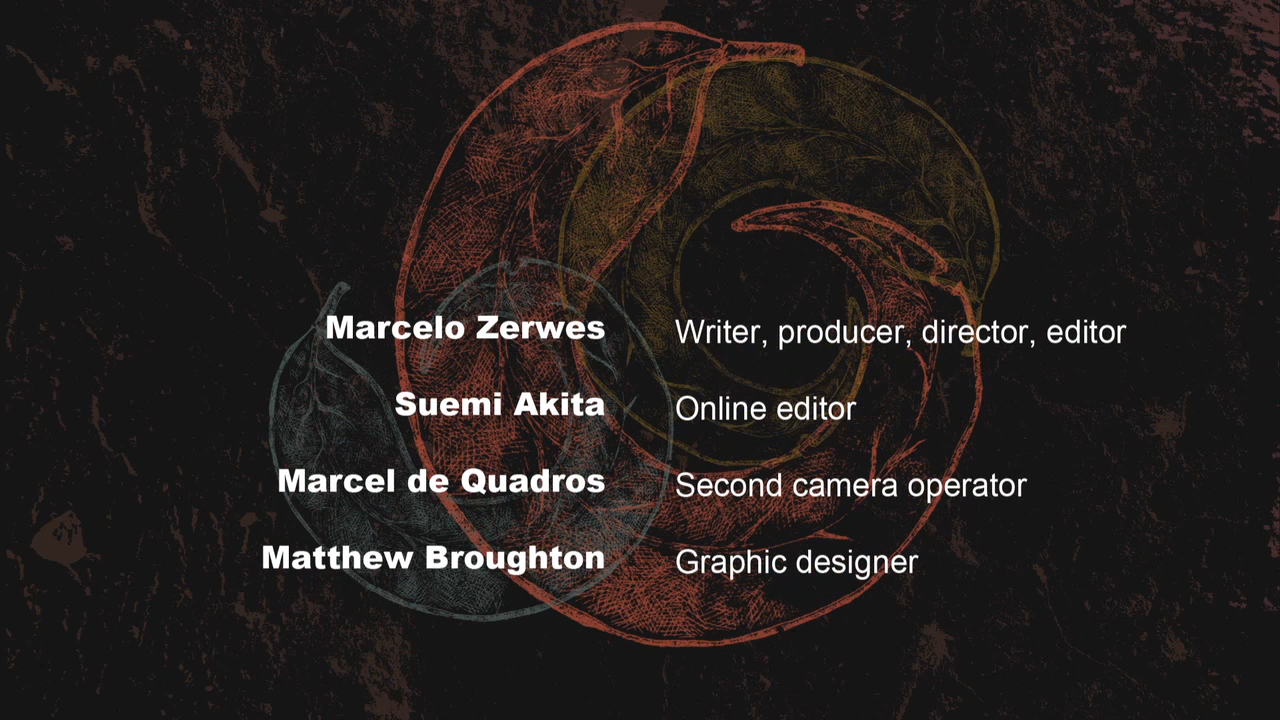 Marcelo Zerwes Writer, producer, director, editor
Suemi Akita Online editor
Marcel de Quadros Second camera operator
Matthew Broughton Graphic designer